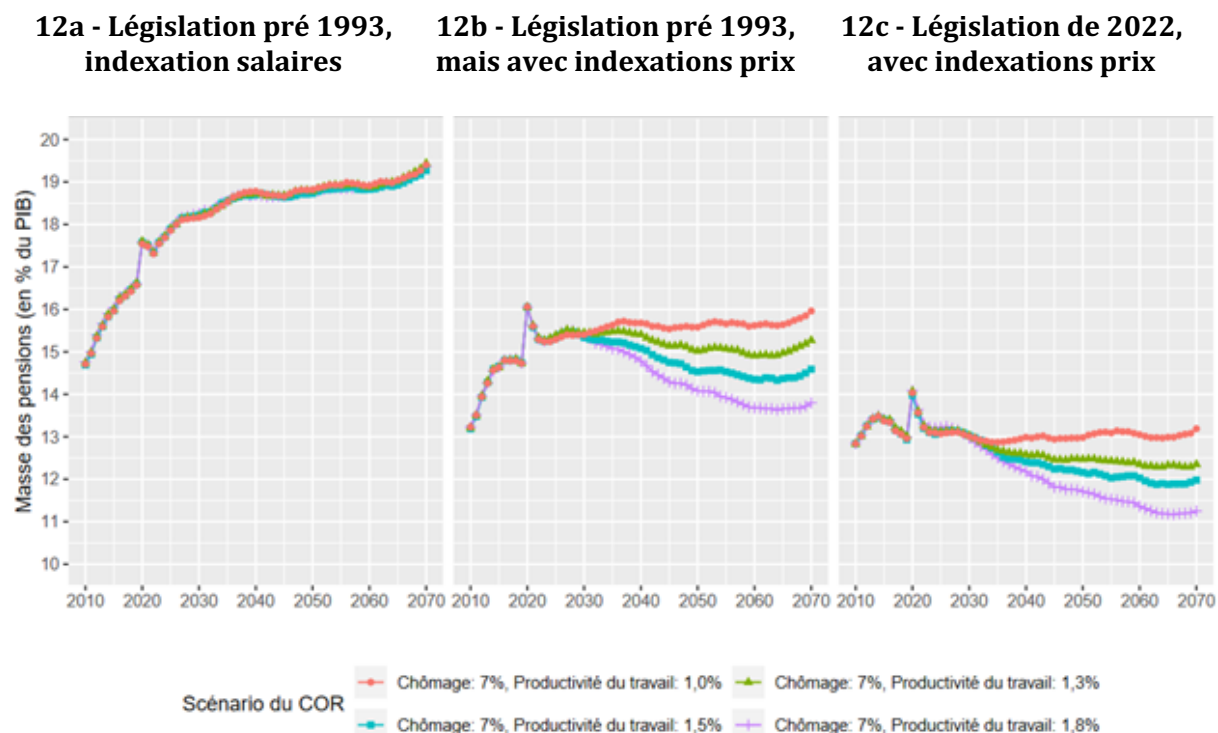 12a - Législation pré 1993,
indexation salaires
12b - Législation pré 1993,
mais avec indexations prix
12c - Législation de 2022,
avec indexations prix
Masse des pensions (en % du PIB)
20
19
18
17
16
15
14
13
12
11
10
2010 2020 2030 2040 2050 2060 2070
2010 2020 2030 2040 2050 2060 2070
2010 2020 2030 2040 2050 2060 2070
Scénario du COR
Chômage: 7%, Productivité du travail: 1,0%
Chômage: 7%, Productivité du travail: 1,3%
Chômage: 7%, Productivité du travail: 1,5%
Chômage: 7%, Productivité du travail: 1,8%